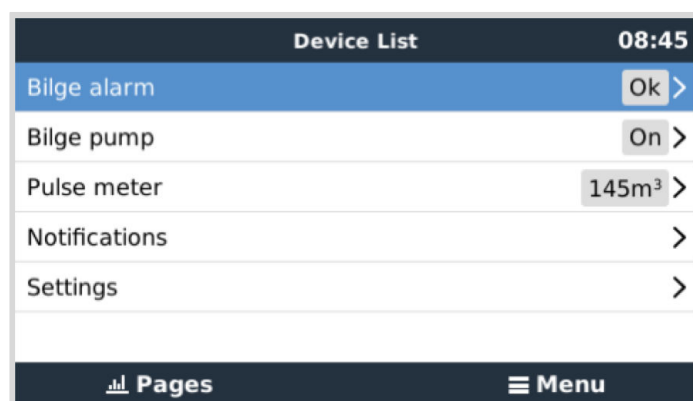 Device List 08:45
Bilge alarm Ok
Bilge pump On
Pulse meter 145m³
Notifications
Settings
Pages Menu